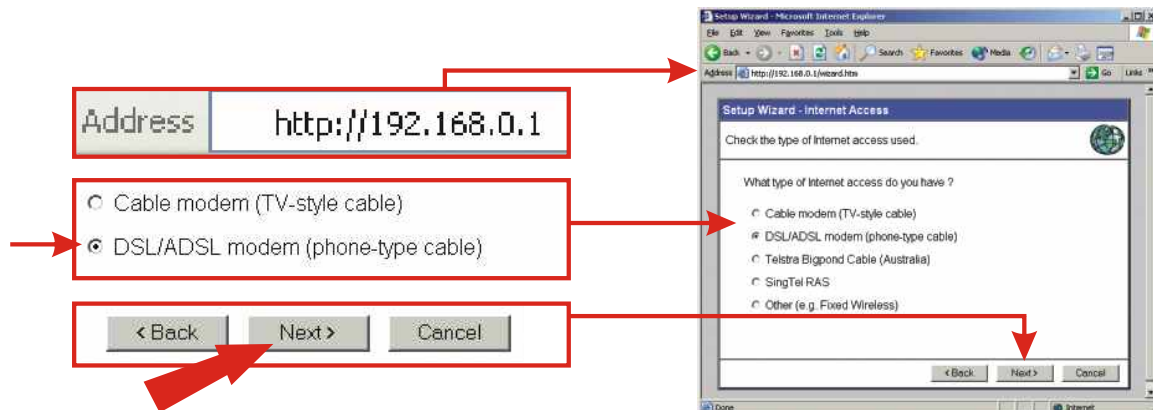 Address http://192.168.0.1
Cable modem (TV-style cable)
DSL/ADSL modem (phone-type cable)
< Back Next > Cancel
Setup Wizard - Microsoft Internet Explorer
File Edit View Favorites Tools Help
Back Search Favorites Media
Address http://192.168.0.1/wizard.htm Go Links »
Setup Wizard - Internet Access
Check the type of Internet access used.
What type of Internet access do you have ?
Cable modem (TV-style cable)
DSL/ADSL modem (phone-type cable)
Telstra Bigpond Cable (Australia)
SingTel RAS
Other (e.g. Fixed Wireless)
< Back Next > Cancel
Done Internet